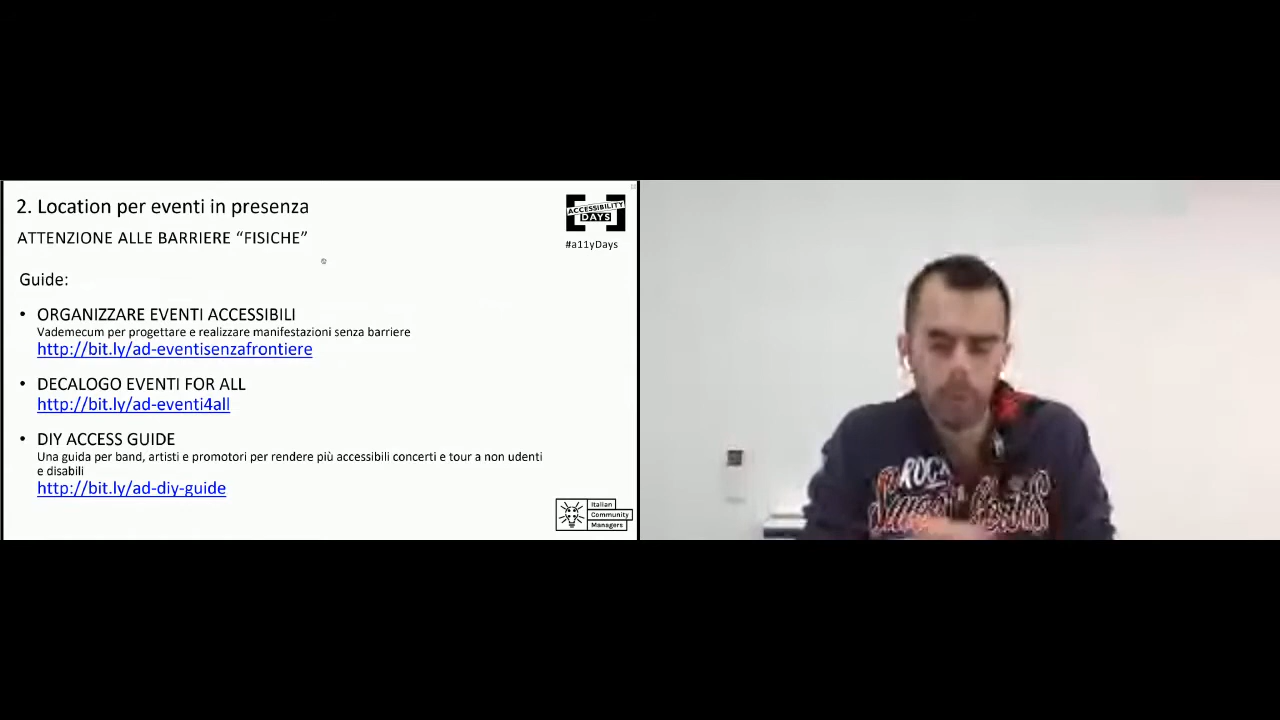 2. Location per eventi in presenza
ATTENZIONE ALLE BARRIERE “FISICHE”
ACCESSIBILITY
DAYS
#a11yDays
Guide:
• ORGANIZZARE EVENTI ACCESSIBILI
Vademecum per progettare e realizzare manifestazioni senza barriere
http://bit.ly/ad-eventisenzafrontiere
• DECALOGO EVENTI FOR ALL
http://bit.ly/ad-eventi4all
• DIY ACCESS GUIDE
Una guida per band, artisti e promotori per rendere più accessibili concerti e tour a non udenti
e disabili
http://bit.ly/ad-diy-guide
Italian
Community
Managers
ROCK